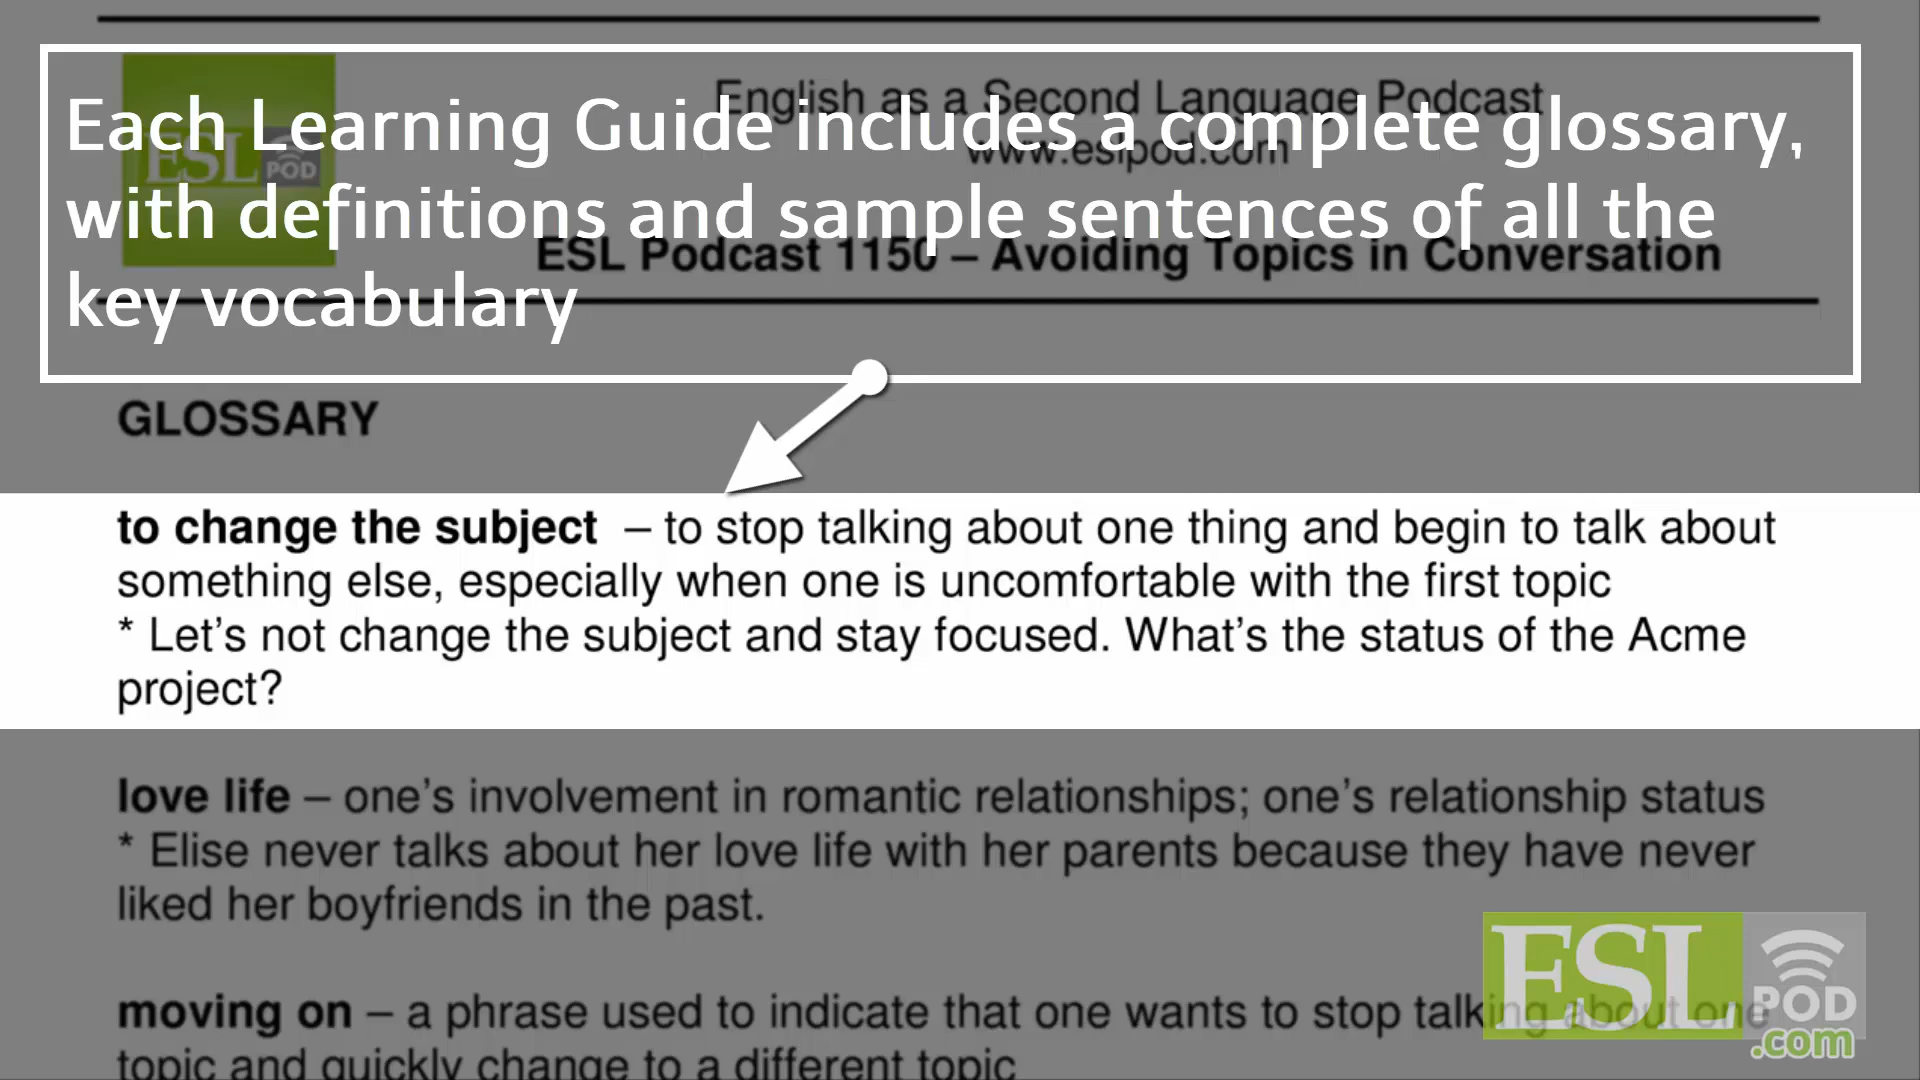 English as a Second Language Podcast
www.eslpod.com
Each Learning Guide includes a complete glossary,
with definitions and sample sentences of all the
key vocabulary
ESL POD
ESL Podcast 1150 – Avoiding Topics in Conversation
GLOSSARY
to change the subject – to stop talking about one thing and begin to talk about
something else, especially when one is uncomfortable with the first topic
* Let's not change the subject and stay focused. What's the status of the Acme
project?
love life – one's involvement in romantic relationships; one's relationship status
* Elise never talks about her love life with her parents because they have never
liked her boyfriends in the past.
moving on – a phrase used to indicate that one wants to stop talking about one
topic and quickly change to a different topic
ESL POD
.com